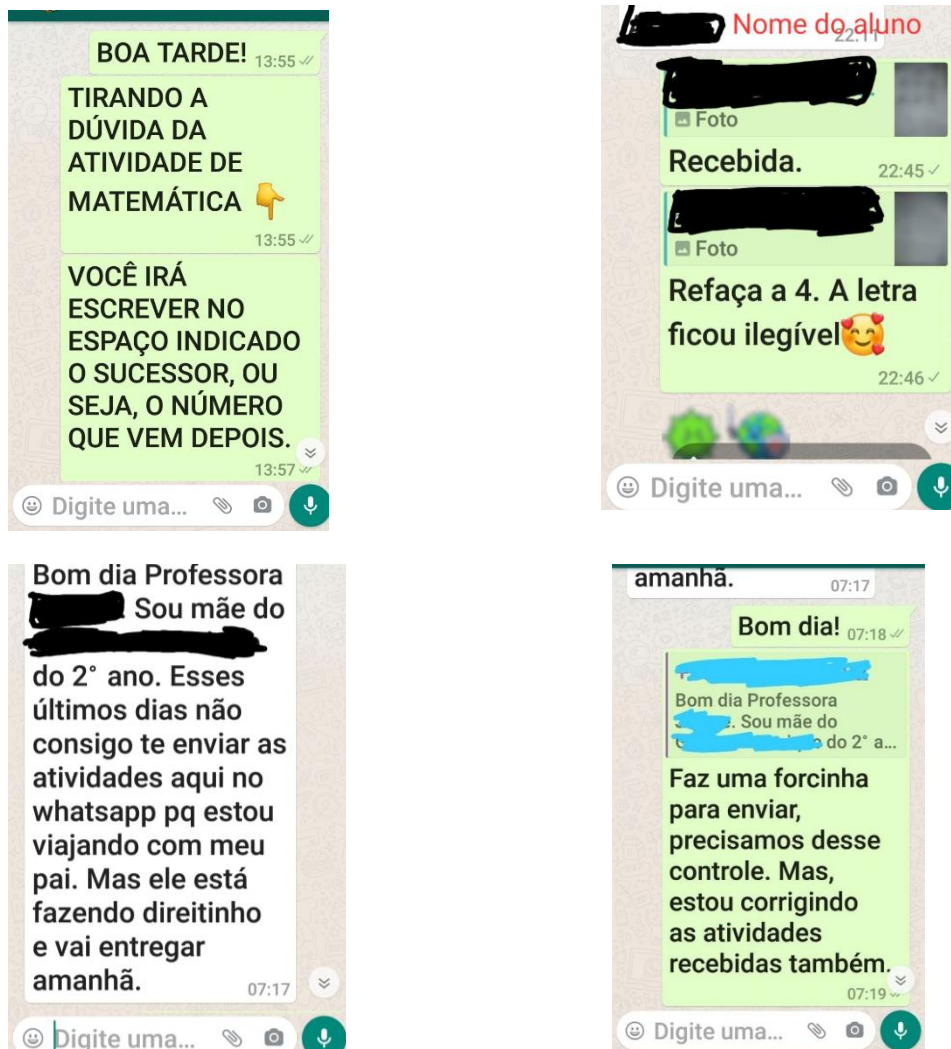 BOA TARDE! 13:55
TIRANDO A
DÚVIDA DA
ATIVIDADE DE
MATEMÁTICA 👇
13:55
VOCÊ IRÁ
ESCREVER NO
ESPAÇO INDICADO
O SUCESSOR, OU
SEJA, O NÚMERO
QUE VEM DEPOIS.
13:57
Digite uma...
Nome do aluno
22:11
Foto
Recebida.
22:45
Foto
Refaça a 4. A letra
ficou ilegível🥰
22:46
Digite uma...
Bom dia Professora
Sou mãe do
do 2° ano. Esses
últimos dias não
consigo te enviar as
atividades aqui no
whatsapp pq estou
viajando com meu
pai. Mas ele está
fazendo direitinho
e vai entregar
amanhã.
07:17
Digite uma...
amanhã.
07:17
Bom dia! 07:18
Bom dia Professora
. Sou mãe do
do 2° a...
Faz uma forcinha
para enviar,
precisamos desse
controle. Mas,
estou corrigindo
as atividades
recebidas também.
07:19
Digite uma...